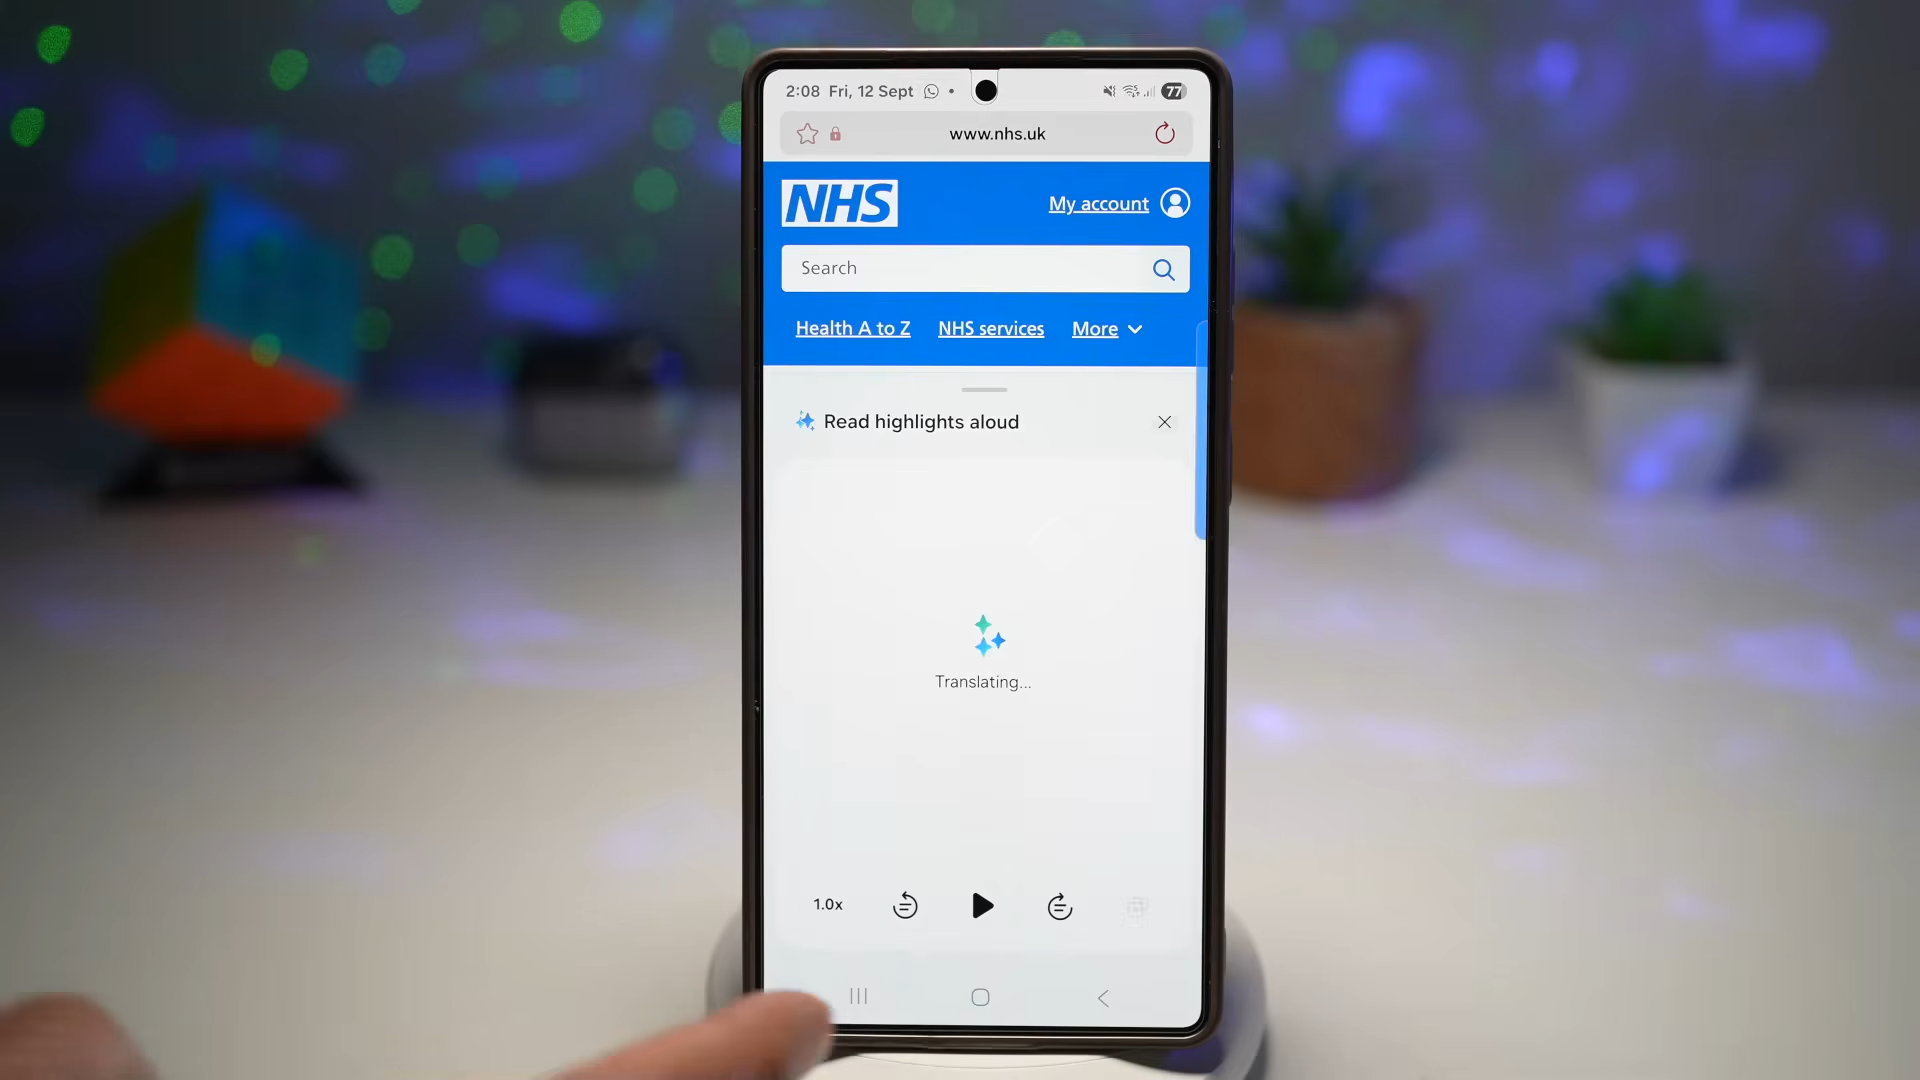 2:08 Fri, 12 Sept
77
www.nhs.uk
NHS
My account
Search
Health A to Z NHS services More
Read highlights aloud
Translating...
1.0x